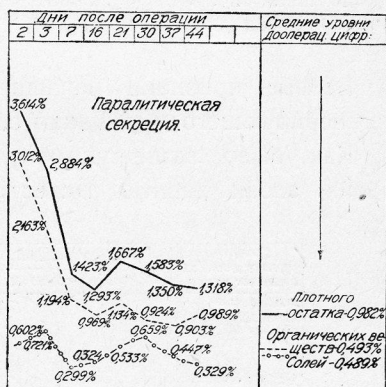 Дни после операции
2 3 7 16 21 30 37 44
Средние уровни
дооперац. цифр:
Паралитическая
секреция.
3,614%
3,012%
2,884%
2,163%
1,667%
1,423%
1,583%
1,293%
1,350%
1,318%
1,194%
1,134%
0,969%
0,924%
0,989%
0,903%
0,602%
0,721%
0,659%
0,324
0,533%
0,447%
0,299%
0,329%
Плотного
остатка-0,982%
Органических ве-
ществ-0,493%
Солей-0,489%